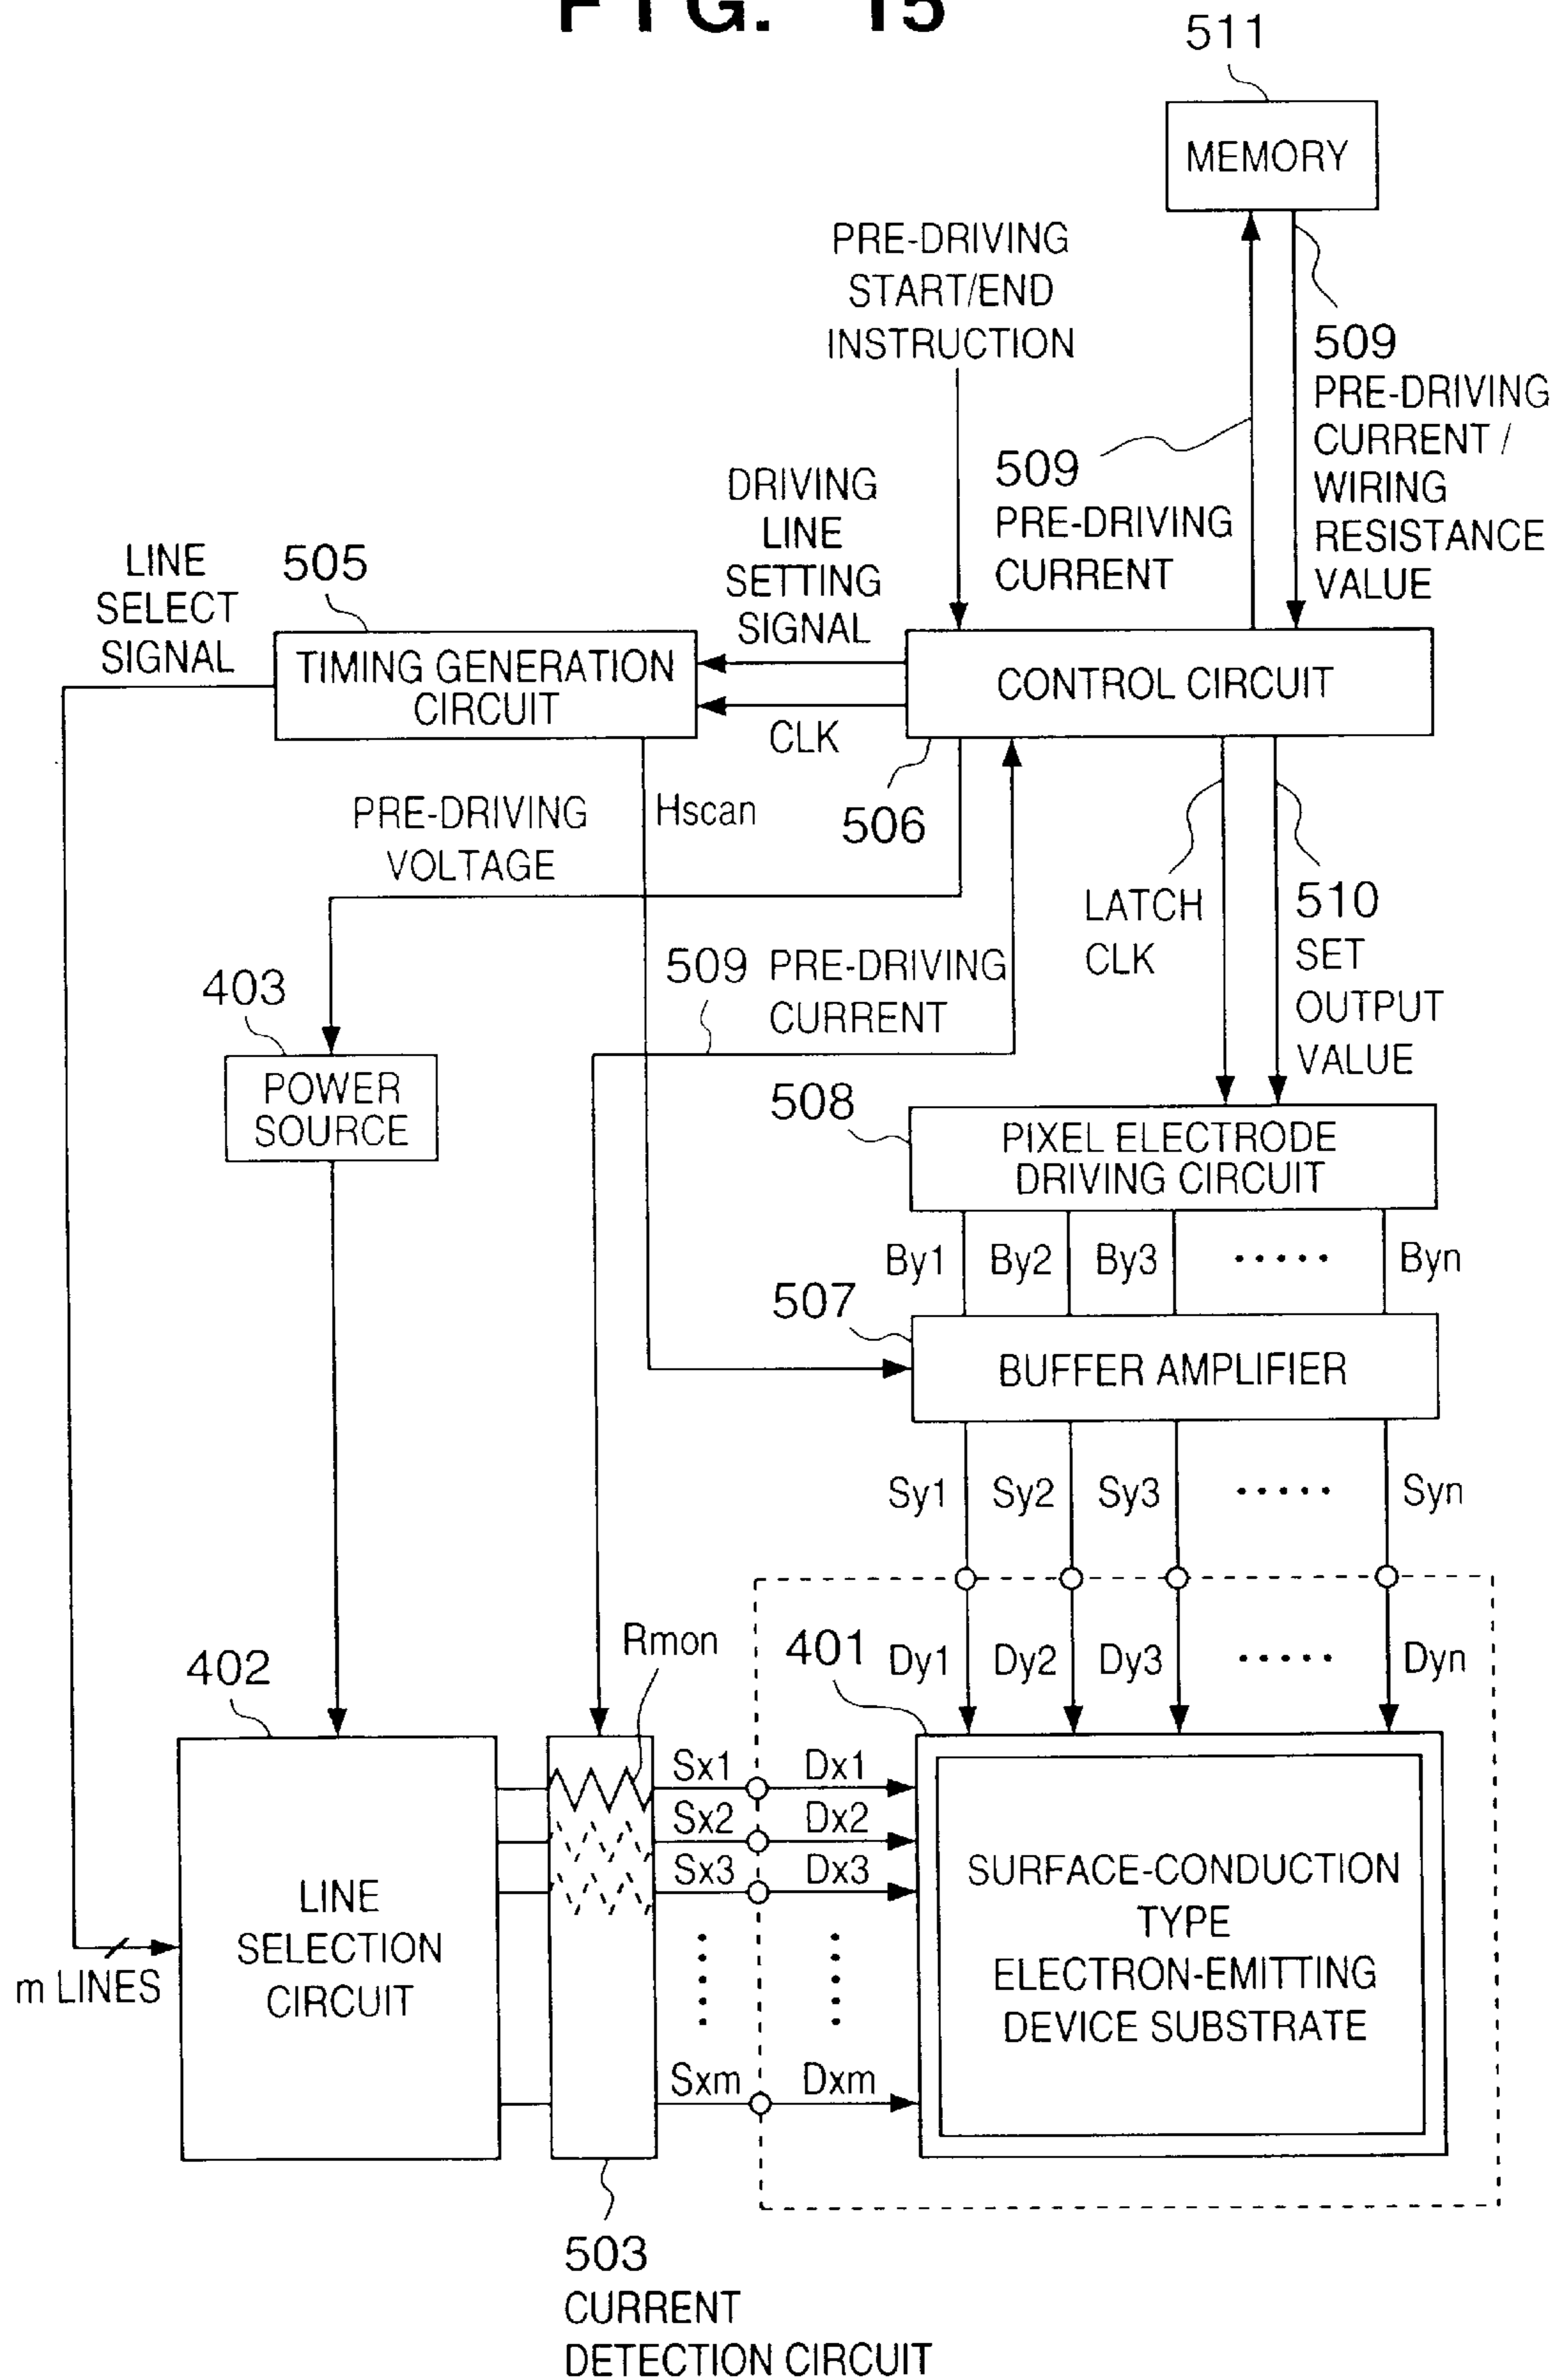 FIG. 15
511
MEMORY
PRE-DRIVING
START/END
INSTRUCTION
509
PRE-DRIVING
CURRENT /
WIRING
RESISTANCE
VALUE
509
PRE-DRIVING
CURRENT
DRIVING
LINE
SETTING
SIGNAL
LINE
SELECT
SIGNAL
505
TIMING GENERATION
CIRCUIT
CONTROL CIRCUIT
CLK
506
Hscan
PRE-DRIVING
VOLTAGE
LATCH
CLK
510
SET
OUTPUT
VALUE
509 PRE-DRIVING
CURRENT
403
POWER
SOURCE
508
PIXEL ELECTRODE
DRIVING CIRCUIT
By1 By2 By3 ..... Byn
507
BUFFER AMPLIFIER
Sy1 Sy2 Sy3 ..... Syn
Rmon
401 Dy1 Dy2 Dy3 ..... Dyn
402
Sx1 Dx1
Sx2 Dx2
Sx3 Dx3
Sxm Dxm
LINE
SELECTION
CIRCUIT
m LINES
SURFACE-CONDUCTION
TYPE
ELECTRON-EMITTING
DEVICE SUBSTRATE
503
CURRENT
DETECTION CIRCUIT